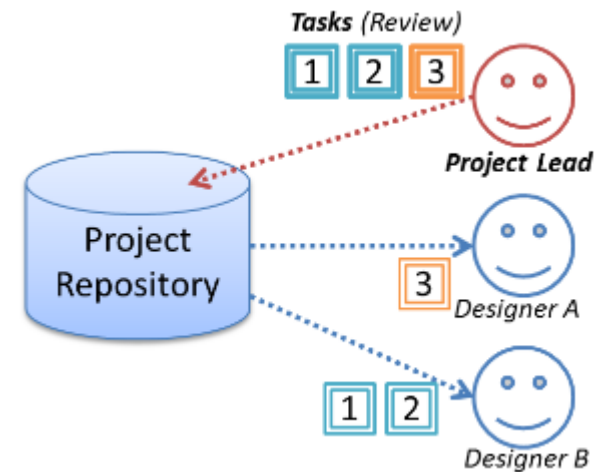 Tasks (Review)
1 2 3
Project Lead
Project
Repository
3
Designer A
1 2
Designer B